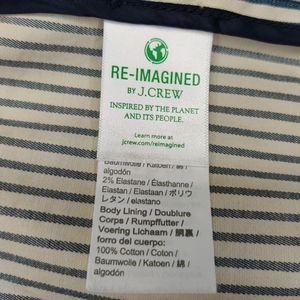 RE-IMAGINED
BY J.CREW
INSPIRED BY THE PLANET
AND ITS PEOPLE.
Learn more at
jcrew.com/reimagined
Baumwolle / Katoen / 綿 /
algodón
2% Elastane / Élasthanne /
Elastan / Elastaan / ポリウ
レタン / elastano
Body Lining / Doublure
Corps / Rumpffutter /
Voering Lichaam / 胴裏 /
forro del cuerpo:
100% Cotton / Coton /
Baumwolle / Katoen / 綿 /
algodón